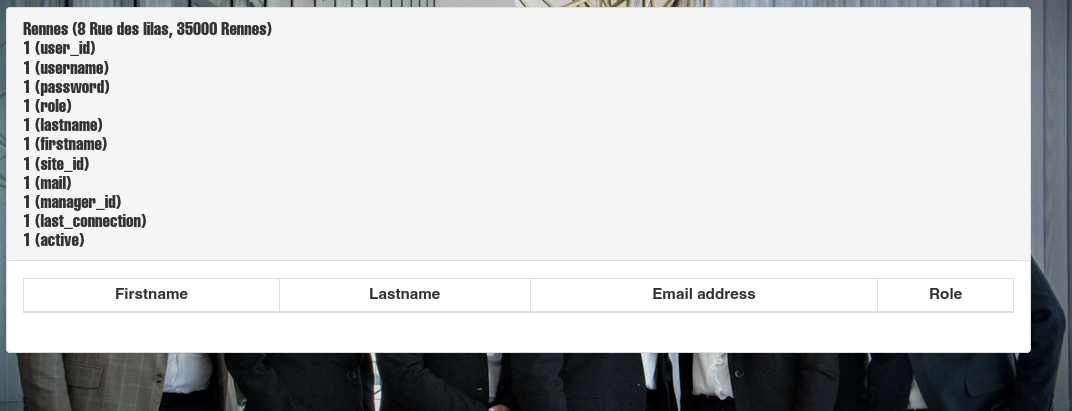 Rennes (8 Rue des lilas, 35000 Rennes)
1 (user_id)
1 (username)
1 (password)
1 (role)
1 (lastname)
1 (firstname)
1 (site_id)
1 (mail)
1 (manager_id)
1 (last_connection)
1 (active)
Firstname Lastname Email address Role